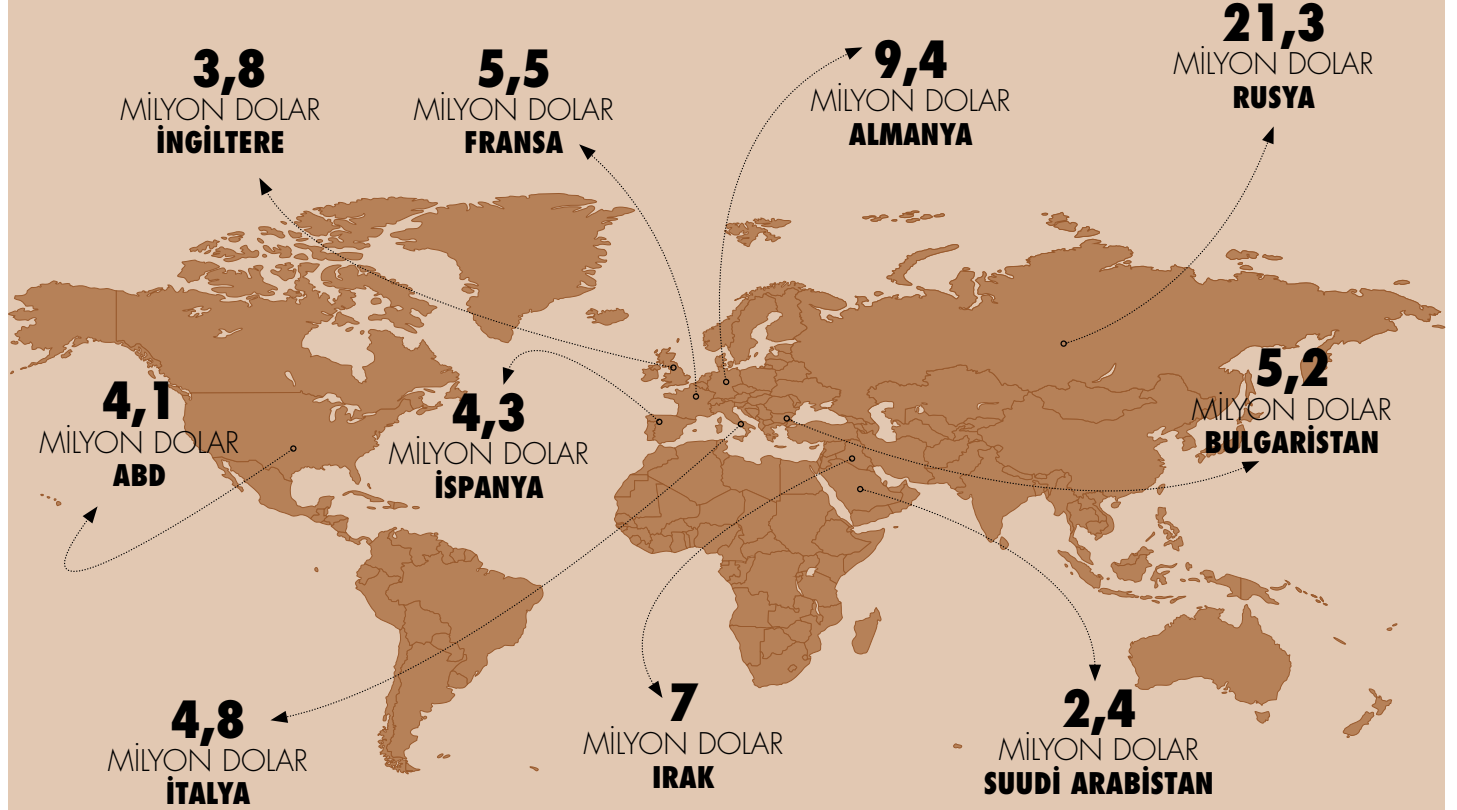 3,8
MİLYON DOLAR
İNGİLTERE
5,5
MİLYON DOLAR
FRANSA
9,4
MİLYON DOLAR
ALMANYA
21,3
MİLYON DOLAR
RUSYA
4,1
MİLYON DOLAR
ABD
4,3
MİLYON DOLAR
İSPANYA
5,2
MİLYON DOLAR
BULGARİSTAN
4,8
MİLYON DOLAR
İTALYA
7
MİLYON DOLAR
IRAK
2,4
MİLYON DOLAR
SUUDİ ARABİSTAN